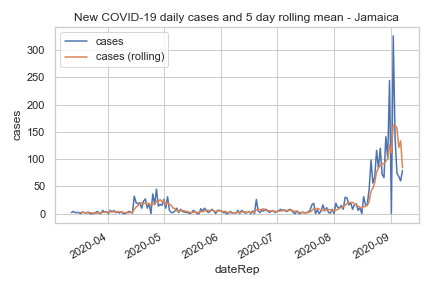 New COVID-19 daily cases and 5 day rolling mean - Jamaica
cases
cases (rolling)
300
250
200
150
100
50
0
cases
2020-04
2020-05
2020-06
2020-07
2020-08
2020-09
dateRep